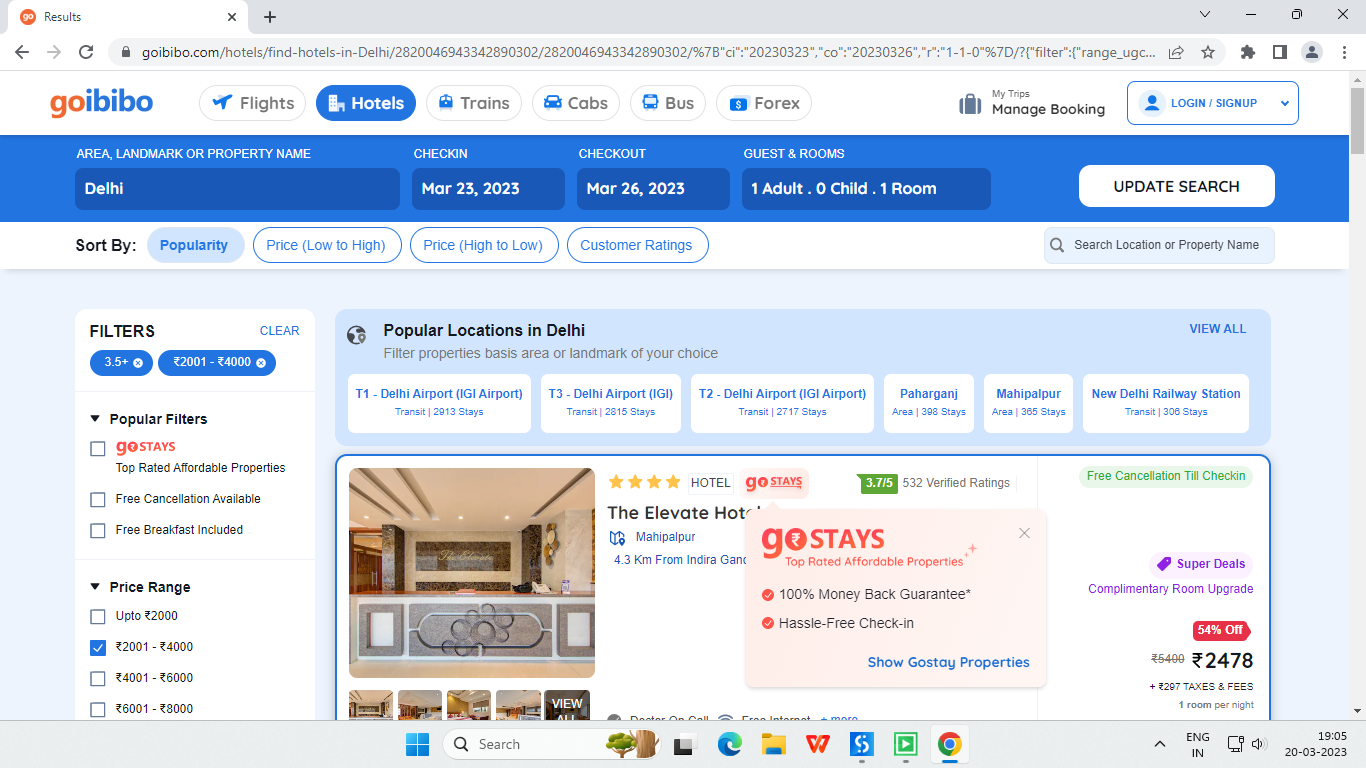 Results
goibibo.com/hotels/find-hotels-in-Delhi/2820046943342890302/2820046943342890302/%7B"ci":"20230323","co":"20230326","r":"1-1-0"%7D/?{"filter":{"range_ugc...
goibibo
Flights
Hotels
Trains
Cabs
Bus
Forex
My Trips
Manage Booking
LOGIN / SIGNUP
AREA, LANDMARK OR PROPERTY NAME
CHECKIN
CHECKOUT
GUEST & ROOMS
Delhi
Mar 23, 2023
Mar 26, 2023
1 Adult . 0 Child . 1 Room
UPDATE SEARCH
Sort By:
Popularity
Price (Low to High)
Price (High to Low)
Customer Ratings
Search Location or Property Name
FILTERS
CLEAR
3.5+
₹2001 - ₹4000
Popular Filters
go STAYS
Top Rated Affordable Properties
Free Cancellation Available
Free Breakfast Included
Price Range
Upto ₹2000
₹2001 - ₹4000
₹4001 - ₹6000
₹6001 - ₹8000
Popular Locations in Delhi
VIEW ALL
Filter properties basis area or landmark of your choice
T1 - Delhi Airport (IGI Airport)
Transit | 2913 Stays
T3 - Delhi Airport (IGI)
Transit | 2815 Stays
T2 - Delhi Airport (IGI Airport)
Transit | 2717 Stays
Paharganj
Area | 398 Stays
Mahipalpur
Area | 365 Stays
New Delhi Railway Station
Transit | 306 Stays
The Elevate
VIEW
ALL
HOTEL
go STAYS
3.7/5
532 Verified Ratings
The Elevate Hotel
Mahipalpur
4.3 Km From Indira Gand
go STAYS
Top Rated Affordable Properties
100% Money Back Guarantee*
Hassle-Free Check-in
Show Gostay Properties
Doctor On Call
Free Internet
+ more
Free Cancellation Till Checkin
Super Deals
Complimentary Room Upgrade
54% Off
₹5400 ₹2478
+ ₹297 TAXES & FEES
1 room per night
Search
ENG
IN
19:05
20-03-2023